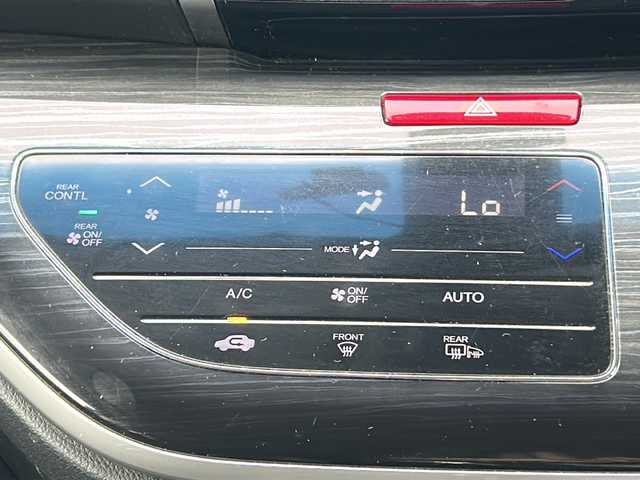 REAR
CONTL
Lo
REAR
ON/
OFF
MODE
A/C
ON/
OFF
AUTO
FRONT
REAR